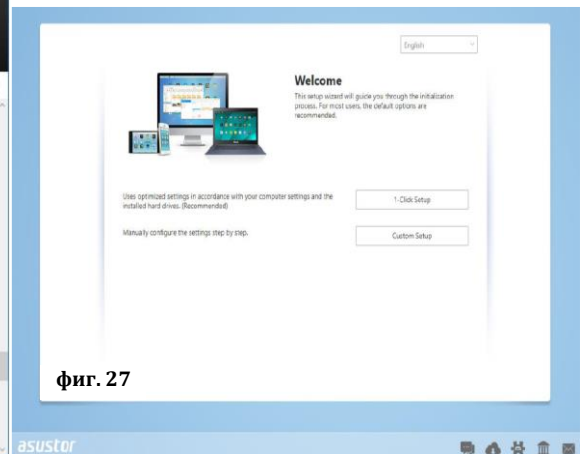 English
Welcome
This setup wizard will guide you through the initialization
process. For most users, the default options are
recommended.
Uses optimized settings in accordance with your computer settings and the
installed hard drives. (Recommended)
1-Click Setup
Manually configure the settings step by step.
Custom Setup
фиг. 27
asustor